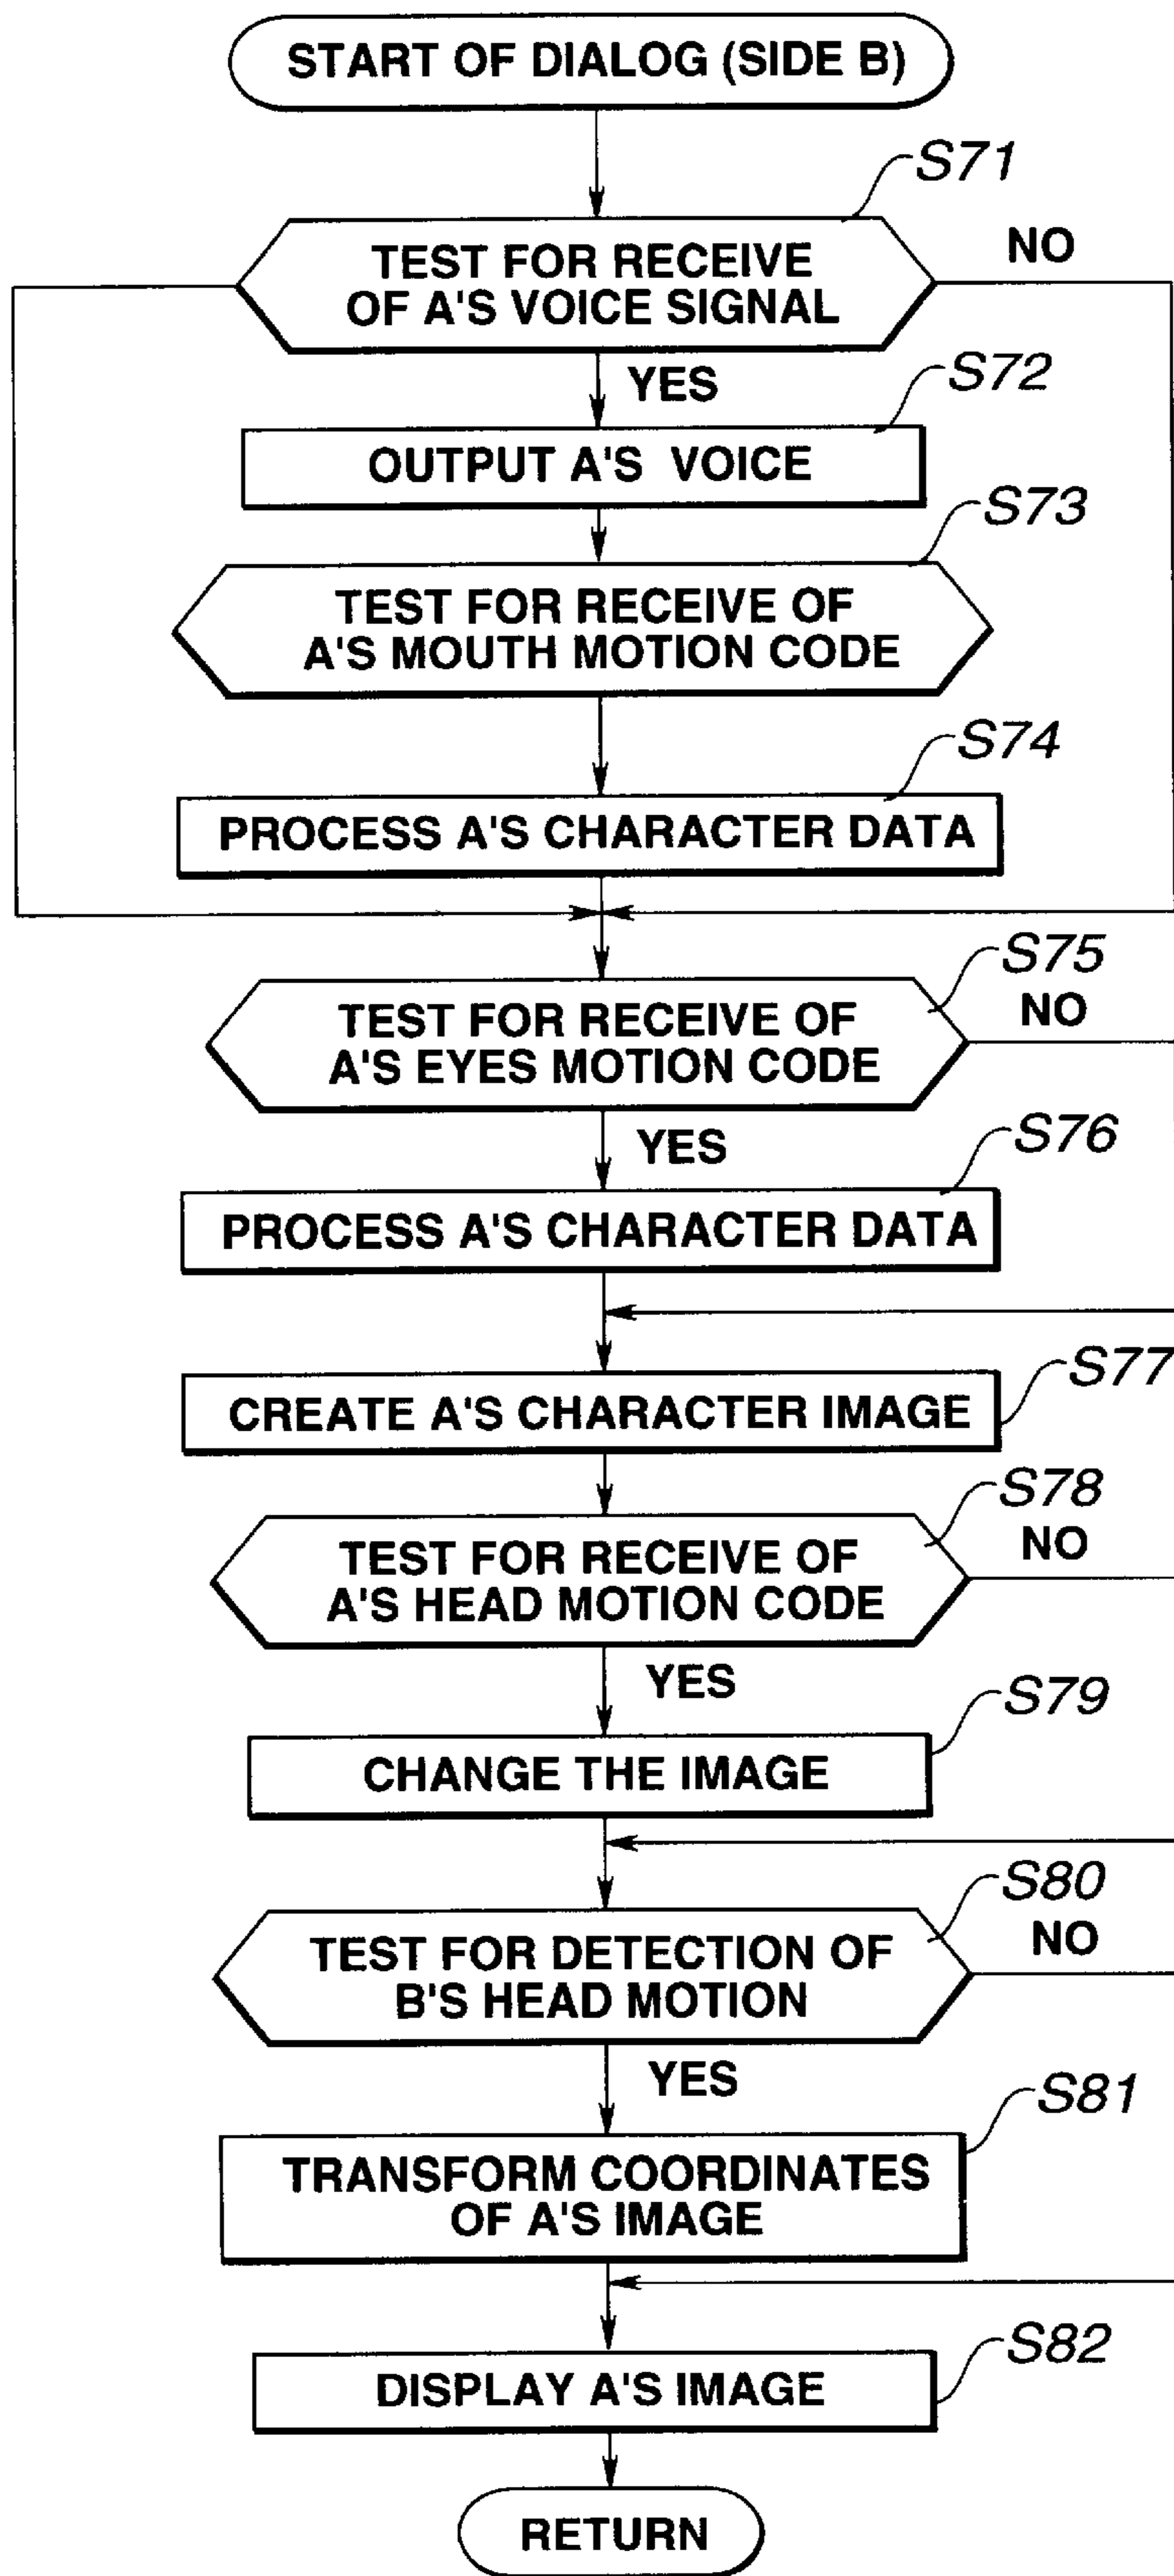 START OF DIALOG (SIDE B)
S71
TEST FOR RECEIVE
OF A'S VOICE SIGNAL
NO
YES
S72
OUTPUT A'S VOICE
S73
TEST FOR RECEIVE OF
A'S MOUTH MOTION CODE
S74
PROCESS A'S CHARACTER DATA
S75
TEST FOR RECEIVE OF
A'S EYES MOTION CODE
NO
YES
S76
PROCESS A'S CHARACTER DATA
S77
CREATE A'S CHARACTER IMAGE
S78
TEST FOR RECEIVE OF
A'S HEAD MOTION CODE
NO
YES
S79
CHANGE THE IMAGE
S80
TEST FOR DETECTION OF
B'S HEAD MOTION
NO
YES
S81
TRANSFORM COORDINATES
OF A'S IMAGE
S82
DISPLAY A'S IMAGE
RETURN